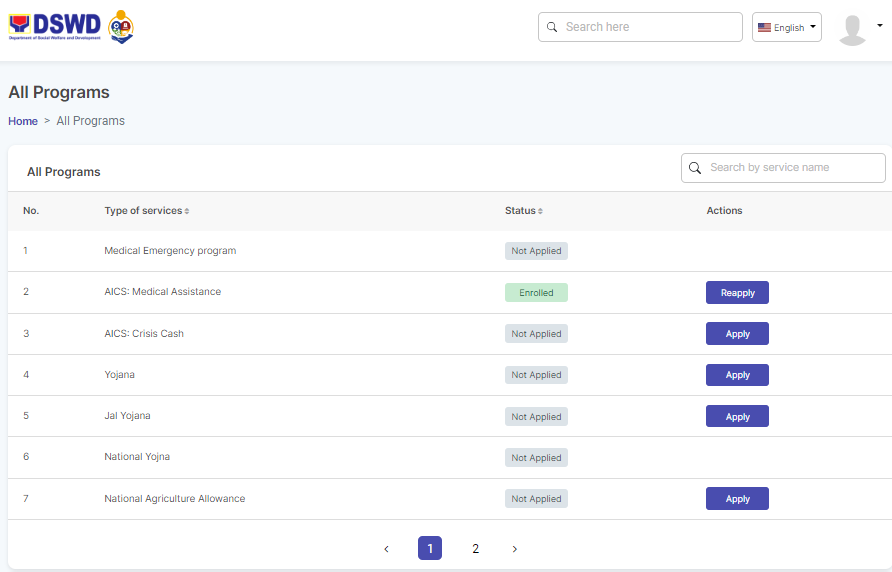 DSWD
Department of Social Welfare and Development
Search here
English
All Programs
Home > All Programs
All Programs
Search by service name
No. Type of services Status Actions
1 Medical Emergency program Not Applied
2 AICS: Medical Assistance Enrolled Reapply
3 AICS: Crisis Cash Not Applied Apply
4 Yojana Not Applied Apply
5 Jal Yojana Not Applied Apply
6 National Yojna Not Applied
7 National Agriculture Allowance Not Applied Apply
‹ 1 2 ›